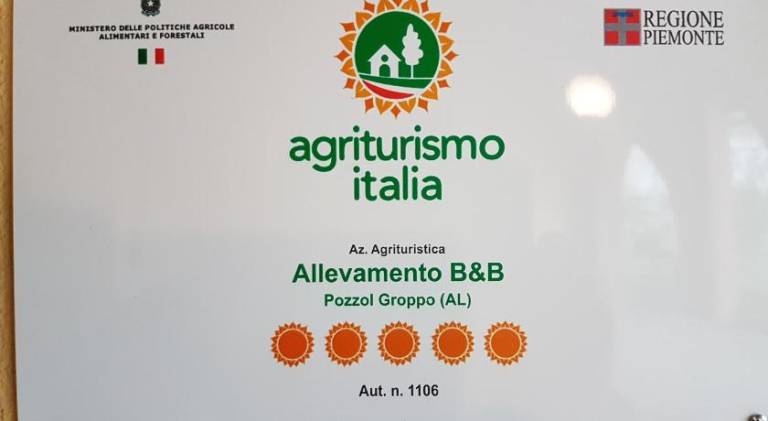 MINISTERO DELLE POLITICHE AGRICOLE
ALIMENTARI E FORESTALI
REGIONE
PIEMONTE
agriturismo
italia
Az. Agrituristica
Allevamento B&B
Pozzol Groppo (AL)
Aut. n. 1106